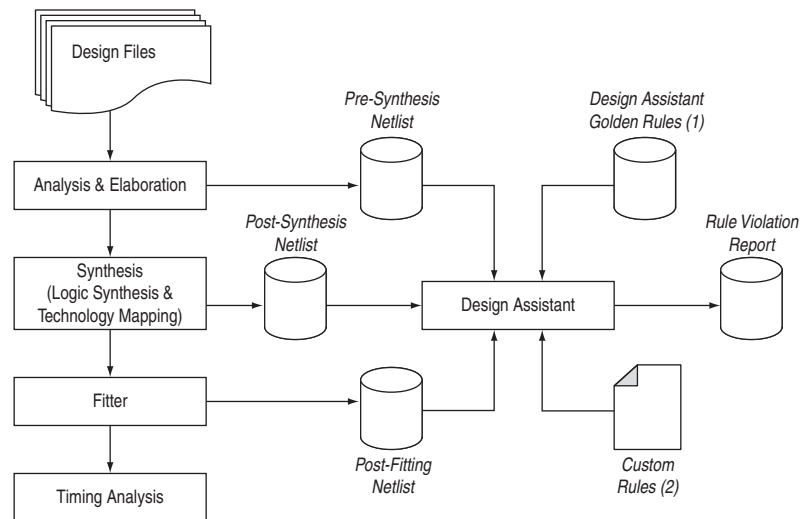 Design Files
Pre-Synthesis
Netlist
Design Assistant
Golden Rules (1)
Analysis & Elaboration
Post-Synthesis
Netlist
Rule Violation
Report
Synthesis
(Logic Synthesis &
Technology Mapping)
Design Assistant
Fitter
Post-Fitting
Netlist
Custom
Rules (2)
Timing Analysis